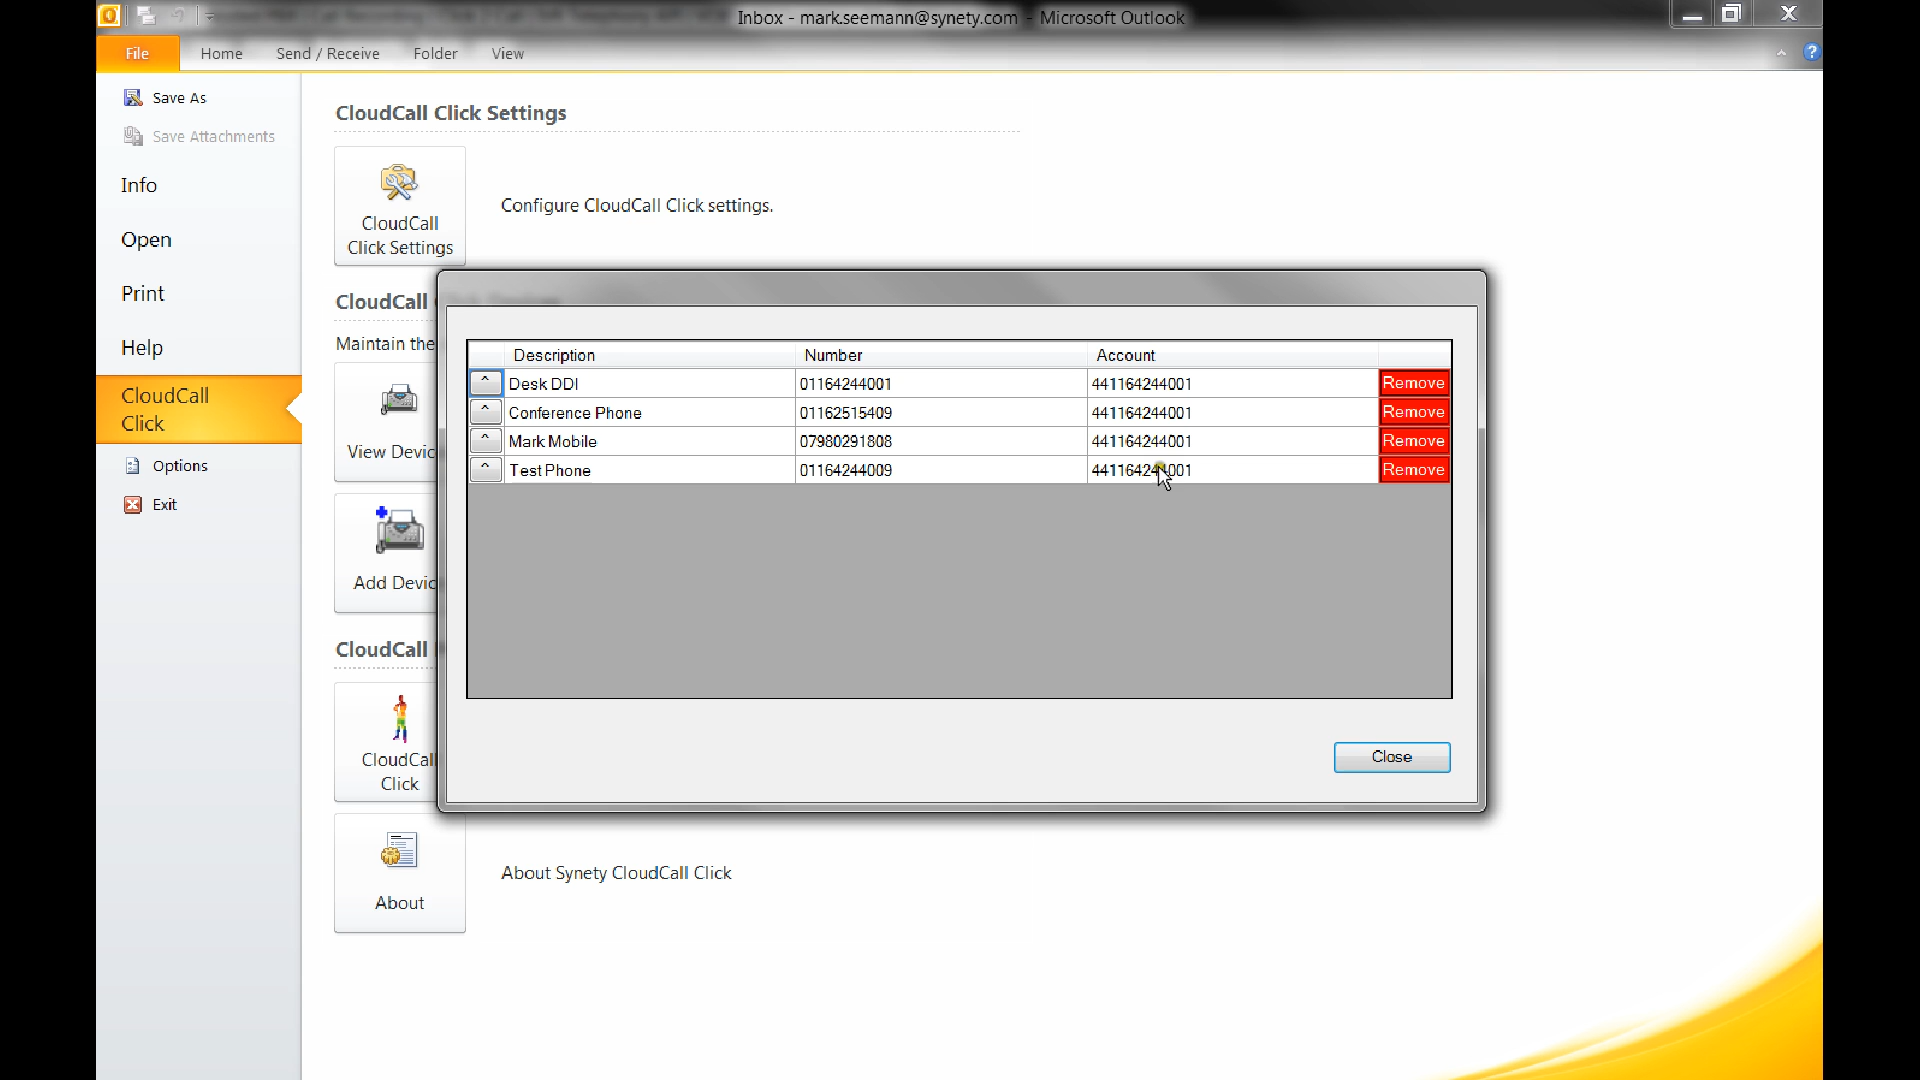 Inbox - mark.seemann@synety.com - Microsoft Outlook
File Home Send / Receive Folder View
Save As
Save Attachments
Info
Open
Print
Help
CloudCall
Click
Options
Exit
CloudCall Click Settings
CloudCall
Click Settings
Configure CloudCall Click settings.
CloudCall
Maintain the
View Devic
Add Devic
CloudCall
CloudCal
Click
About
About Synety CloudCall Click
Description Number Account
^ Desk DDI 01164244001 441164244001 Remove
^ Conference Phone 01162515409 441164244001 Remove
^ Mark Mobile 07980291808 441164244001 Remove
^ Test Phone 01164244009 441164244001 Remove
Close